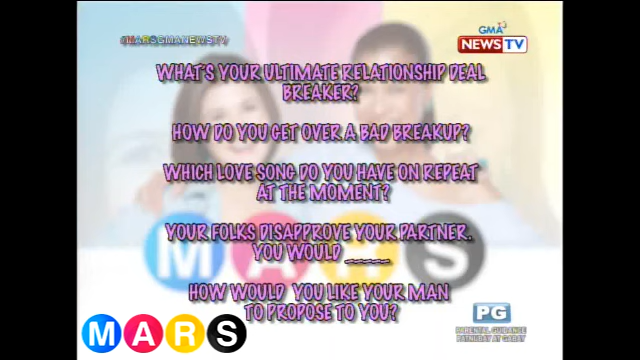 #MARSGMANEWSTV
GMA
NEWS TV
WHAT'S YOUR ULTIMATE RELATIONSHIP DEAL
BREAKER?
HOW DO YOU GET OVER A BAD BREAKUP?
WHICH LOVE SONG DO YOU HAVE ON REPEAT
AT THE MOMENT?
YOUR FOLKS DISAPPROVE YOUR PARTNER.
YOU WOULD _____
HOW WOULD YOU LIKE YOUR MAN
TO PROPOSE TO YOU?
MARS
MARS
PG
PARENTAL GUIDANCE
PATNUBAY AT GABAY